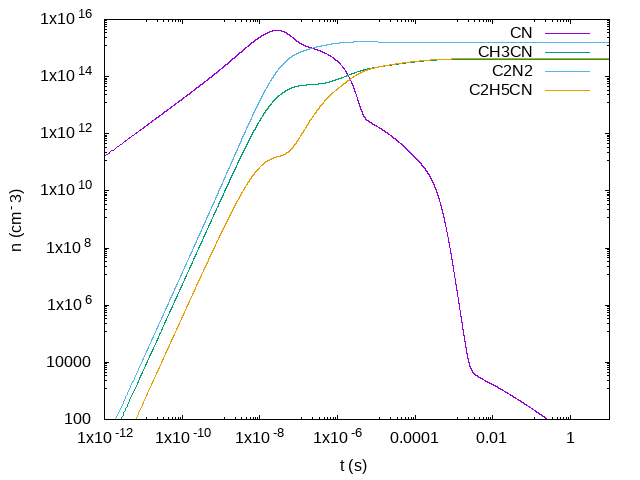 1x10^16
1x10^14
1x10^12
1x10^10
1x10^8
1x10^6
10000
100
n (cm^-3)
CN
CH3CN
C2N2
C2H5CN
1x10^-12 1x10^-10 1x10^-8 1x10^-6 0.0001 0.01 1
t (s)